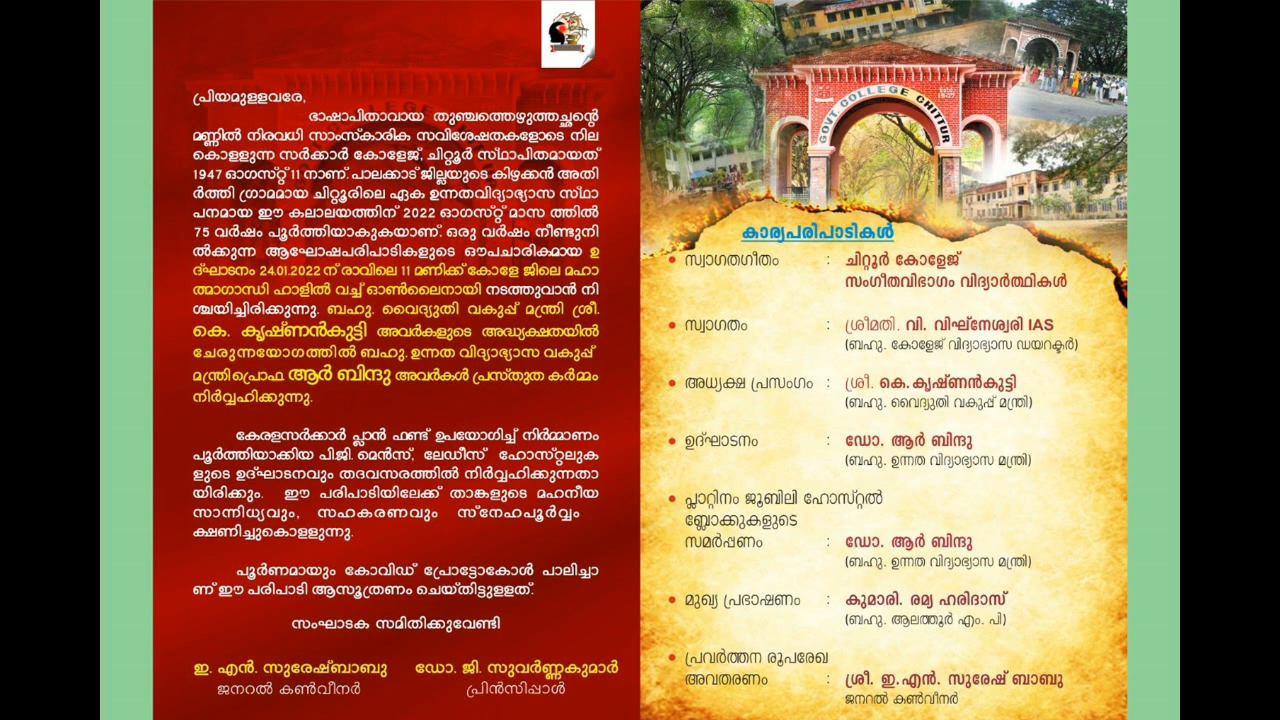 പ്രിയമുള്ളവരേ,
ഭാഷാപിതാവായ തുഞ്ചത്തെഴുത്തച്ഛന്റെ
മണ്ണിൽ നിരവധി സാംസ്കാരിക സവിശേഷതകളോടെ നില
കൊളളുന്ന സർക്കാർ കോളേജ്, ചിറ്റൂർ സ്ഥാപിതമായത്
1947 ഓഗസ്റ്റ് 11 നാണ്. പാലക്കാട് ജില്ലയുടെ കിഴക്കൻ അതി
ർത്തി ഗ്രാമമായ ചിറ്റൂരിലെ ഏക ഉന്നതവിദ്യാഭ്യാസ സ്ഥാ
പനമായ ഈ കലാലയത്തിന് 2022 ഓഗസ്റ്റ് മാസ ത്തിൽ
75 വർഷം പൂർത്തിയാകുകയാണ്. ഒരു വർഷം നീണ്ടുനി
ൽക്കുന്ന ആഘോഷപരിപാടികളുടെ ഔപചാരികമായ ഉ
ദ്ഘാടനം 24.01.2022 ന് രാവിലെ 11 മണിക്ക് കോളേ ജിലെ മഹാ
ത്മാഗാന്ധി ഹാളിൽ വച്ച് ഓൺലൈനായി നടത്തുവാൻ നി
ശ്ചയിച്ചിരിക്കുന്നു. ബഹു. വൈദ്യുതി വകുപ്പ് മന്ത്രി ശ്രീ.
കെ. കൃഷ്ണൻകുട്ടി അവർകളുടെ അദ്ധ്യക്ഷതയിൽ
ചേരുന്നയോഗത്തിൽ ബഹു. ഉന്നത വിദ്യാഭ്യാസ വകുപ്പ്
മന്ത്രിപ്രൊഫ ആർ ബിന്ദു അവർകൾ പ്രസ്തുത കർമ്മം
നിർവ്വഹിക്കുന്നു.
കേരളസർക്കാർ പ്ലാൻ ഫണ്ട് ഉപയോഗിച്ച് നിർമ്മാണം
പൂർത്തിയാക്കിയ പി.ജി. മെൻസ്, ലേഡീസ് ഹോസ്റ്റലുക
ളുടെ ഉദ്ഘാടനവും തദവസരത്തിൽ നിർവ്വഹിക്കുന്നതാ
യിരിക്കും. ഈ പരിപാടിയിലേക്ക് താങ്കളുടെ മഹനീയ
സാന്നിധ്യവും, സഹകരണവും സ്നേഹപൂർവ്വം
ക്ഷണിച്ചുകൊളളുന്നു.
പൂർണമായും കോവിഡ് പ്രോട്ടോകോൾ പാലിച്ചാ
ണ് ഈ പരിപാടി ആസൂത്രണം ചെയ്തിട്ടുളളത്.
സംഘാടക സമിതിക്കുവേണ്ടി
ഇ. എൻ. സുരേഷ്ബാബു ഡോ. ജി. സുവർണ്ണകുമാർ
ജനറൽ കൺവീനർ പ്രിൻസിപ്പാൾ
GOVT. COLLEGE CHITTUR
കാര്യപരിപാടികൾ
• സ്വാഗതഗീതം : ചിറ്റൂർ കോളേജ്
സംഗീതവിഭാഗം വിദ്യാർത്ഥികൾ
• സ്വാഗതം : ശ്രീമതി. വി. വിഘ്നേശ്വരി IAS
(ബഹു. കോളേജ് വിദ്യാഭ്യാസ ഡയറക്ടർ)
• അധ്യക്ഷ പ്രസംഗം : ശ്രീ. കെ.കൃഷ്ണൻകുട്ടി
(ബഹു. വൈദ്യുതി വകുപ്പ് മന്ത്രി)
• ഉദ്ഘാടനം : ഡോ. ആർ ബിന്ദു
(ബഹു. ഉന്നത വിദ്യാഭ്യാസ മന്ത്രി)
• പ്ലാറ്റിനം ജൂബിലി ഹോസ്റ്റൽ
ബ്ലോക്കുകളുടെ
സമർപ്പണം : ഡോ. ആർ ബിന്ദു
(ബഹു. ഉന്നത വിദ്യാഭ്യാസ മന്ത്രി)
• മുഖ്യ പ്രഭാഷണം : കുമാരി. രമ്യ ഹരിദാസ്
(ബഹു. ആലത്തൂർ എം. പി)
• പ്രവർത്തന രൂപരേഖ
അവതരണം : ശ്രീ. ഇ.എൻ. സുരേഷ് ബാബു
ജനറൽ കൺവീനർ